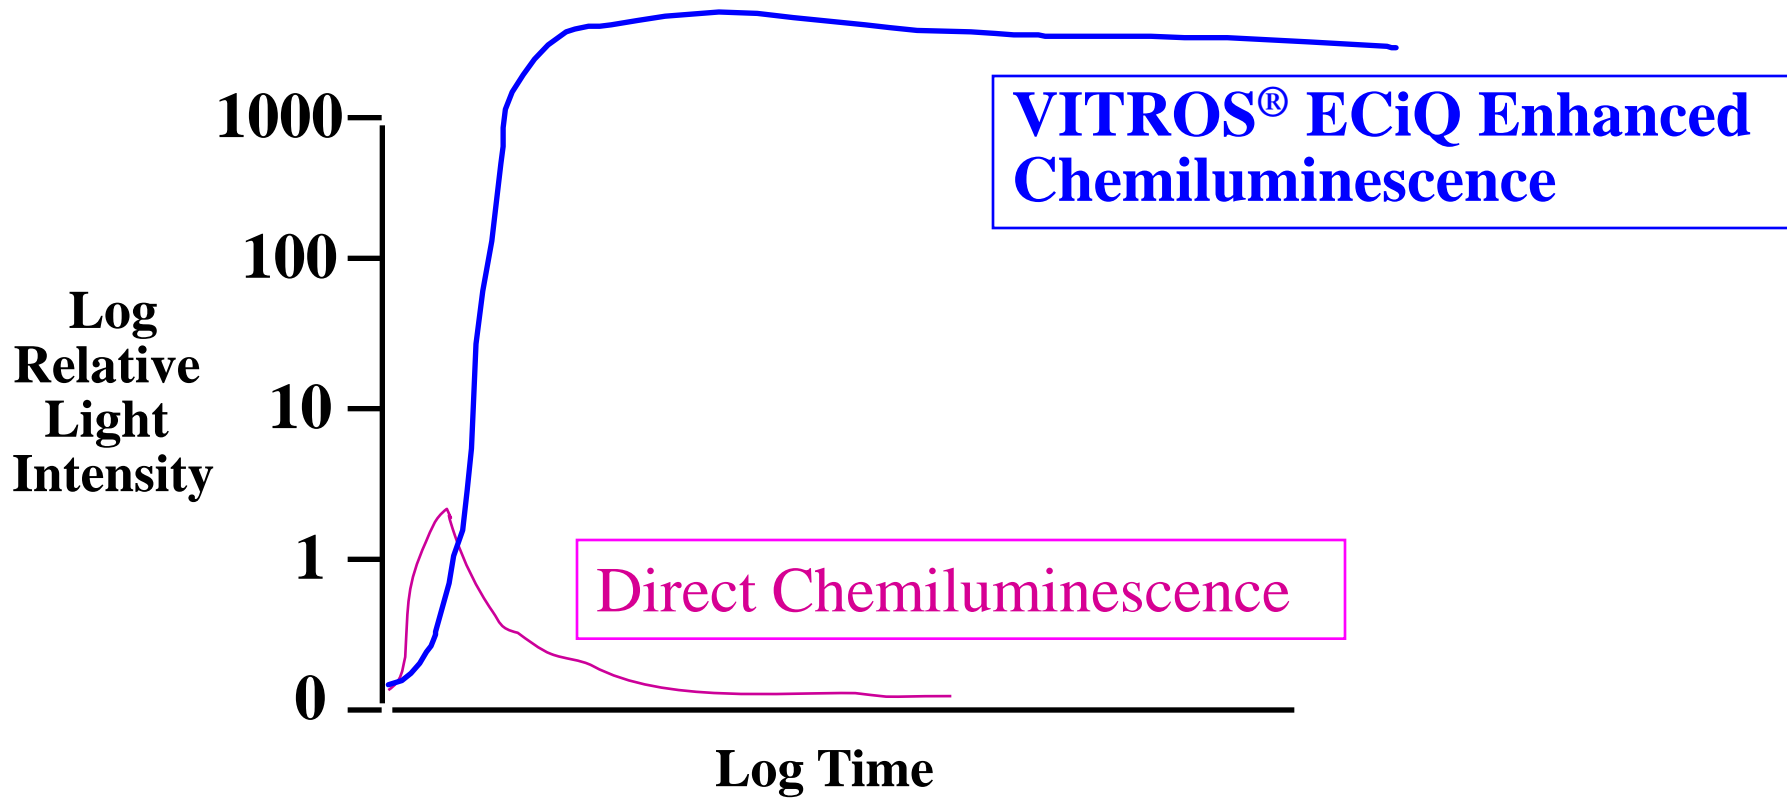 1000
VITROS® ECiQ Enhanced
Chemiluminescence
100
Log
Relative
Light
Intensity
10
1
Direct Chemiluminescence
0
Log Time